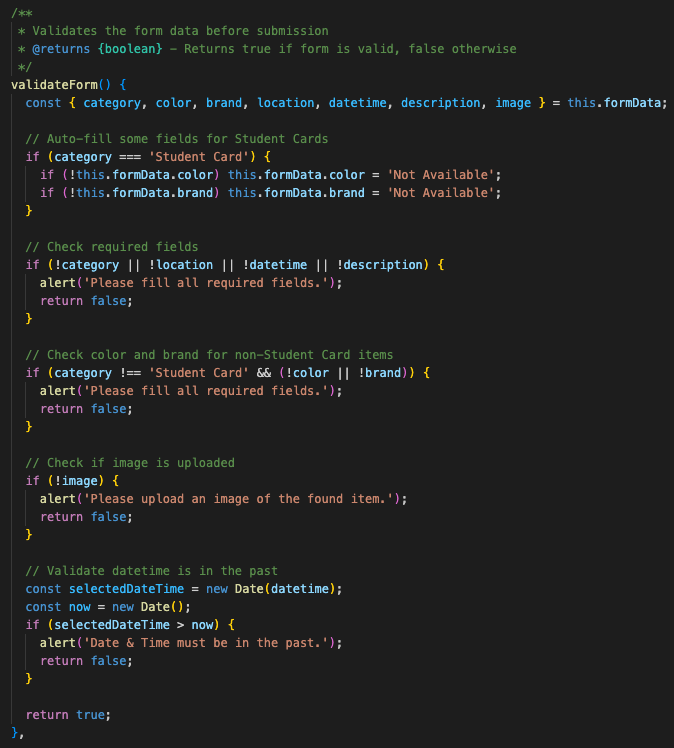 /**
 * Validates the form data before submission
 * @returns {boolean} - Returns true if form is valid, false otherwise
 */
validateForm() {
  const { category, color, brand, location, datetime, description, image } = this.formData;

  // Auto-fill some fields for Student Cards
  if (category === 'Student Card') {
    if (!this.formData.color) this.formData.color = 'Not Available';
    if (!this.formData.brand) this.formData.brand = 'Not Available';
  }

  // Check required fields
  if (!category || !location || !datetime || !description) {
    alert('Please fill all required fields.');
    return false;
  }

  // Check color and brand for non-Student Card items
  if (category !== 'Student Card' && (!color || !brand)) {
    alert('Please fill all required fields.');
    return false;
  }

  // Check if image is uploaded
  if (!image) {
    alert('Please upload an image of the found item.');
    return false;
  }

  // Validate datetime is in the past
  const selectedDateTime = new Date(datetime);
  const now = new Date();
  if (selectedDateTime > now) {
    alert('Date & Time must be in the past.');
    return false;
  }

  return true;
},